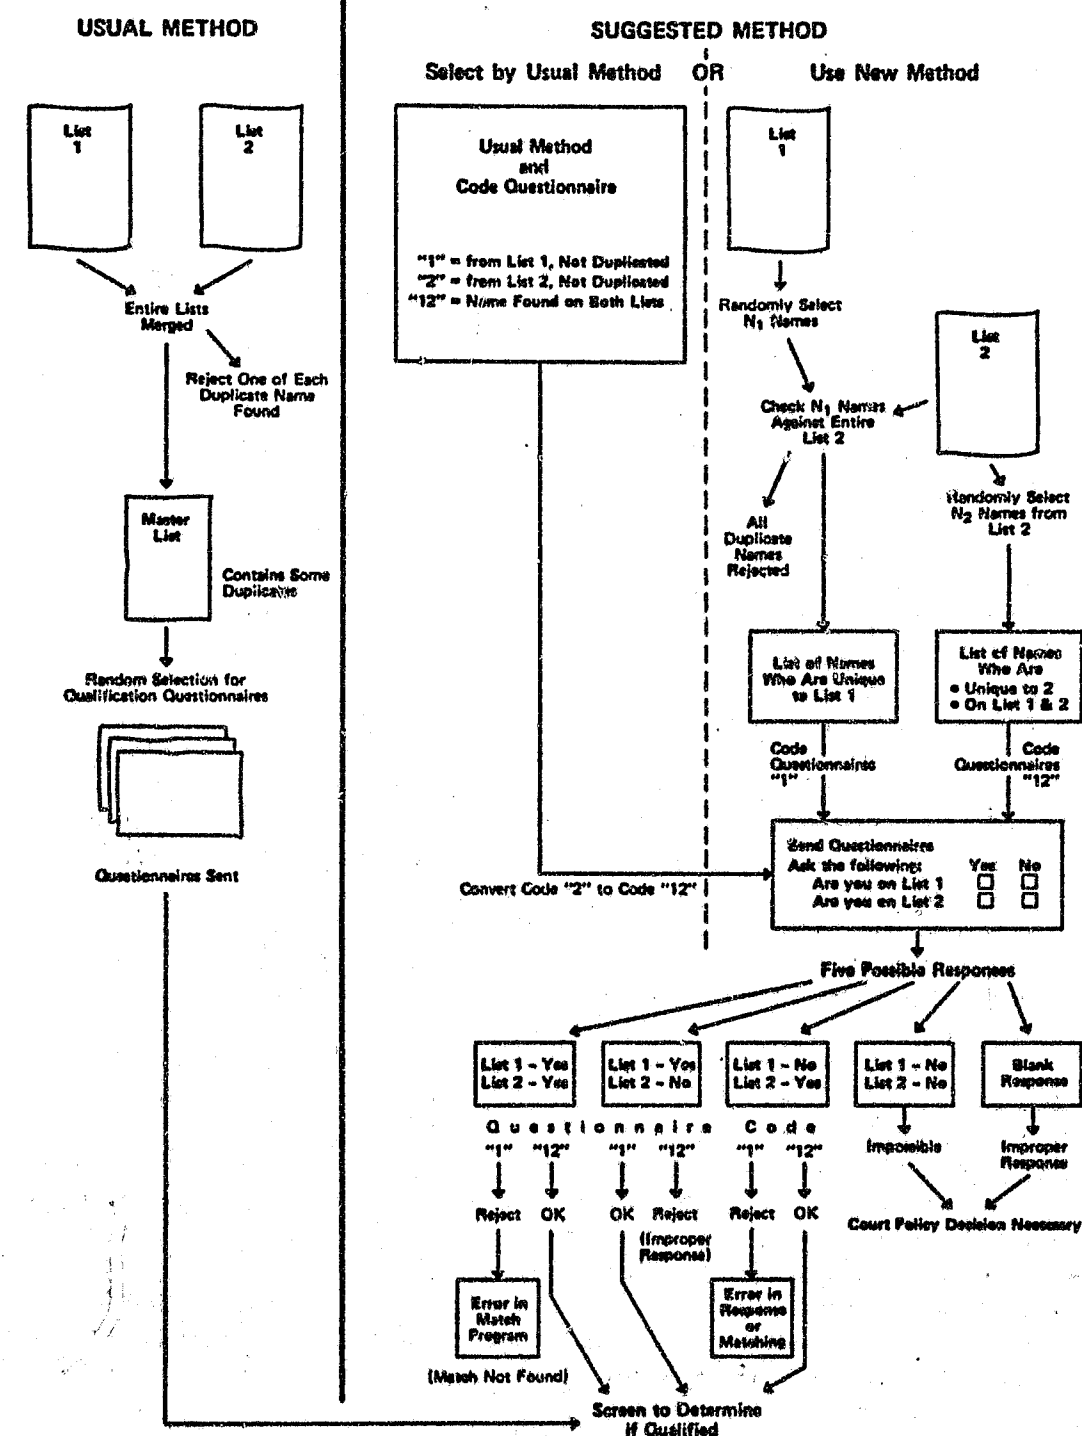 USUAL METHOD
List
1
List
2
Entire Lists
Merged
Reject One of Each
Duplicate Name
Found
Master
List
Contains Some
Duplicates
Random Selection for
Qualification Questionnaires
Questionnaires Sent
SUGGESTED METHOD
Select by Usual Method OR Use New Method
Usual Method
and
Code Questionnaire
"1" = from List 1, Not Duplicated
"2" = from List 2, Not Duplicated
"12" = Name Found on Both Lists
Convert Code "2" to Code "12"
List
1
Randomly Select
N1 Names
List
2
Check N1 Names
Against Entire
List 2
All
Duplicate
Names
Rejected
Randomly Select
N2 Names from
List 2
List of Names
Who Are Unique
to List 1
List of Names
Who Are
• Unique to 2
• On List 1 & 2
Code
Questionnaires
"1"
Code
Questionnaires
"12"
Send Questionnaires
Ask the following: Yes No
Are you on List 1
Are you on List 2
Five Possible Responses
List 1 - Yes
List 2 - Yes
List 1 - Yes
List 2 - No
List 1 - No
List 2 - Yes
List 1 - No
List 2 - No
Blank
Response
Questionnaire Code
"1" "12" "1" "12" "1" "12"
Impossible
Improper
Response
Reject OK OK Reject Reject OK
(Improper
Response)
Court Policy Decision Necessary
Error in
Match
Program
(Match Not Found)
Error in
Response
or
Matching
Screen to Determine
if Qualified